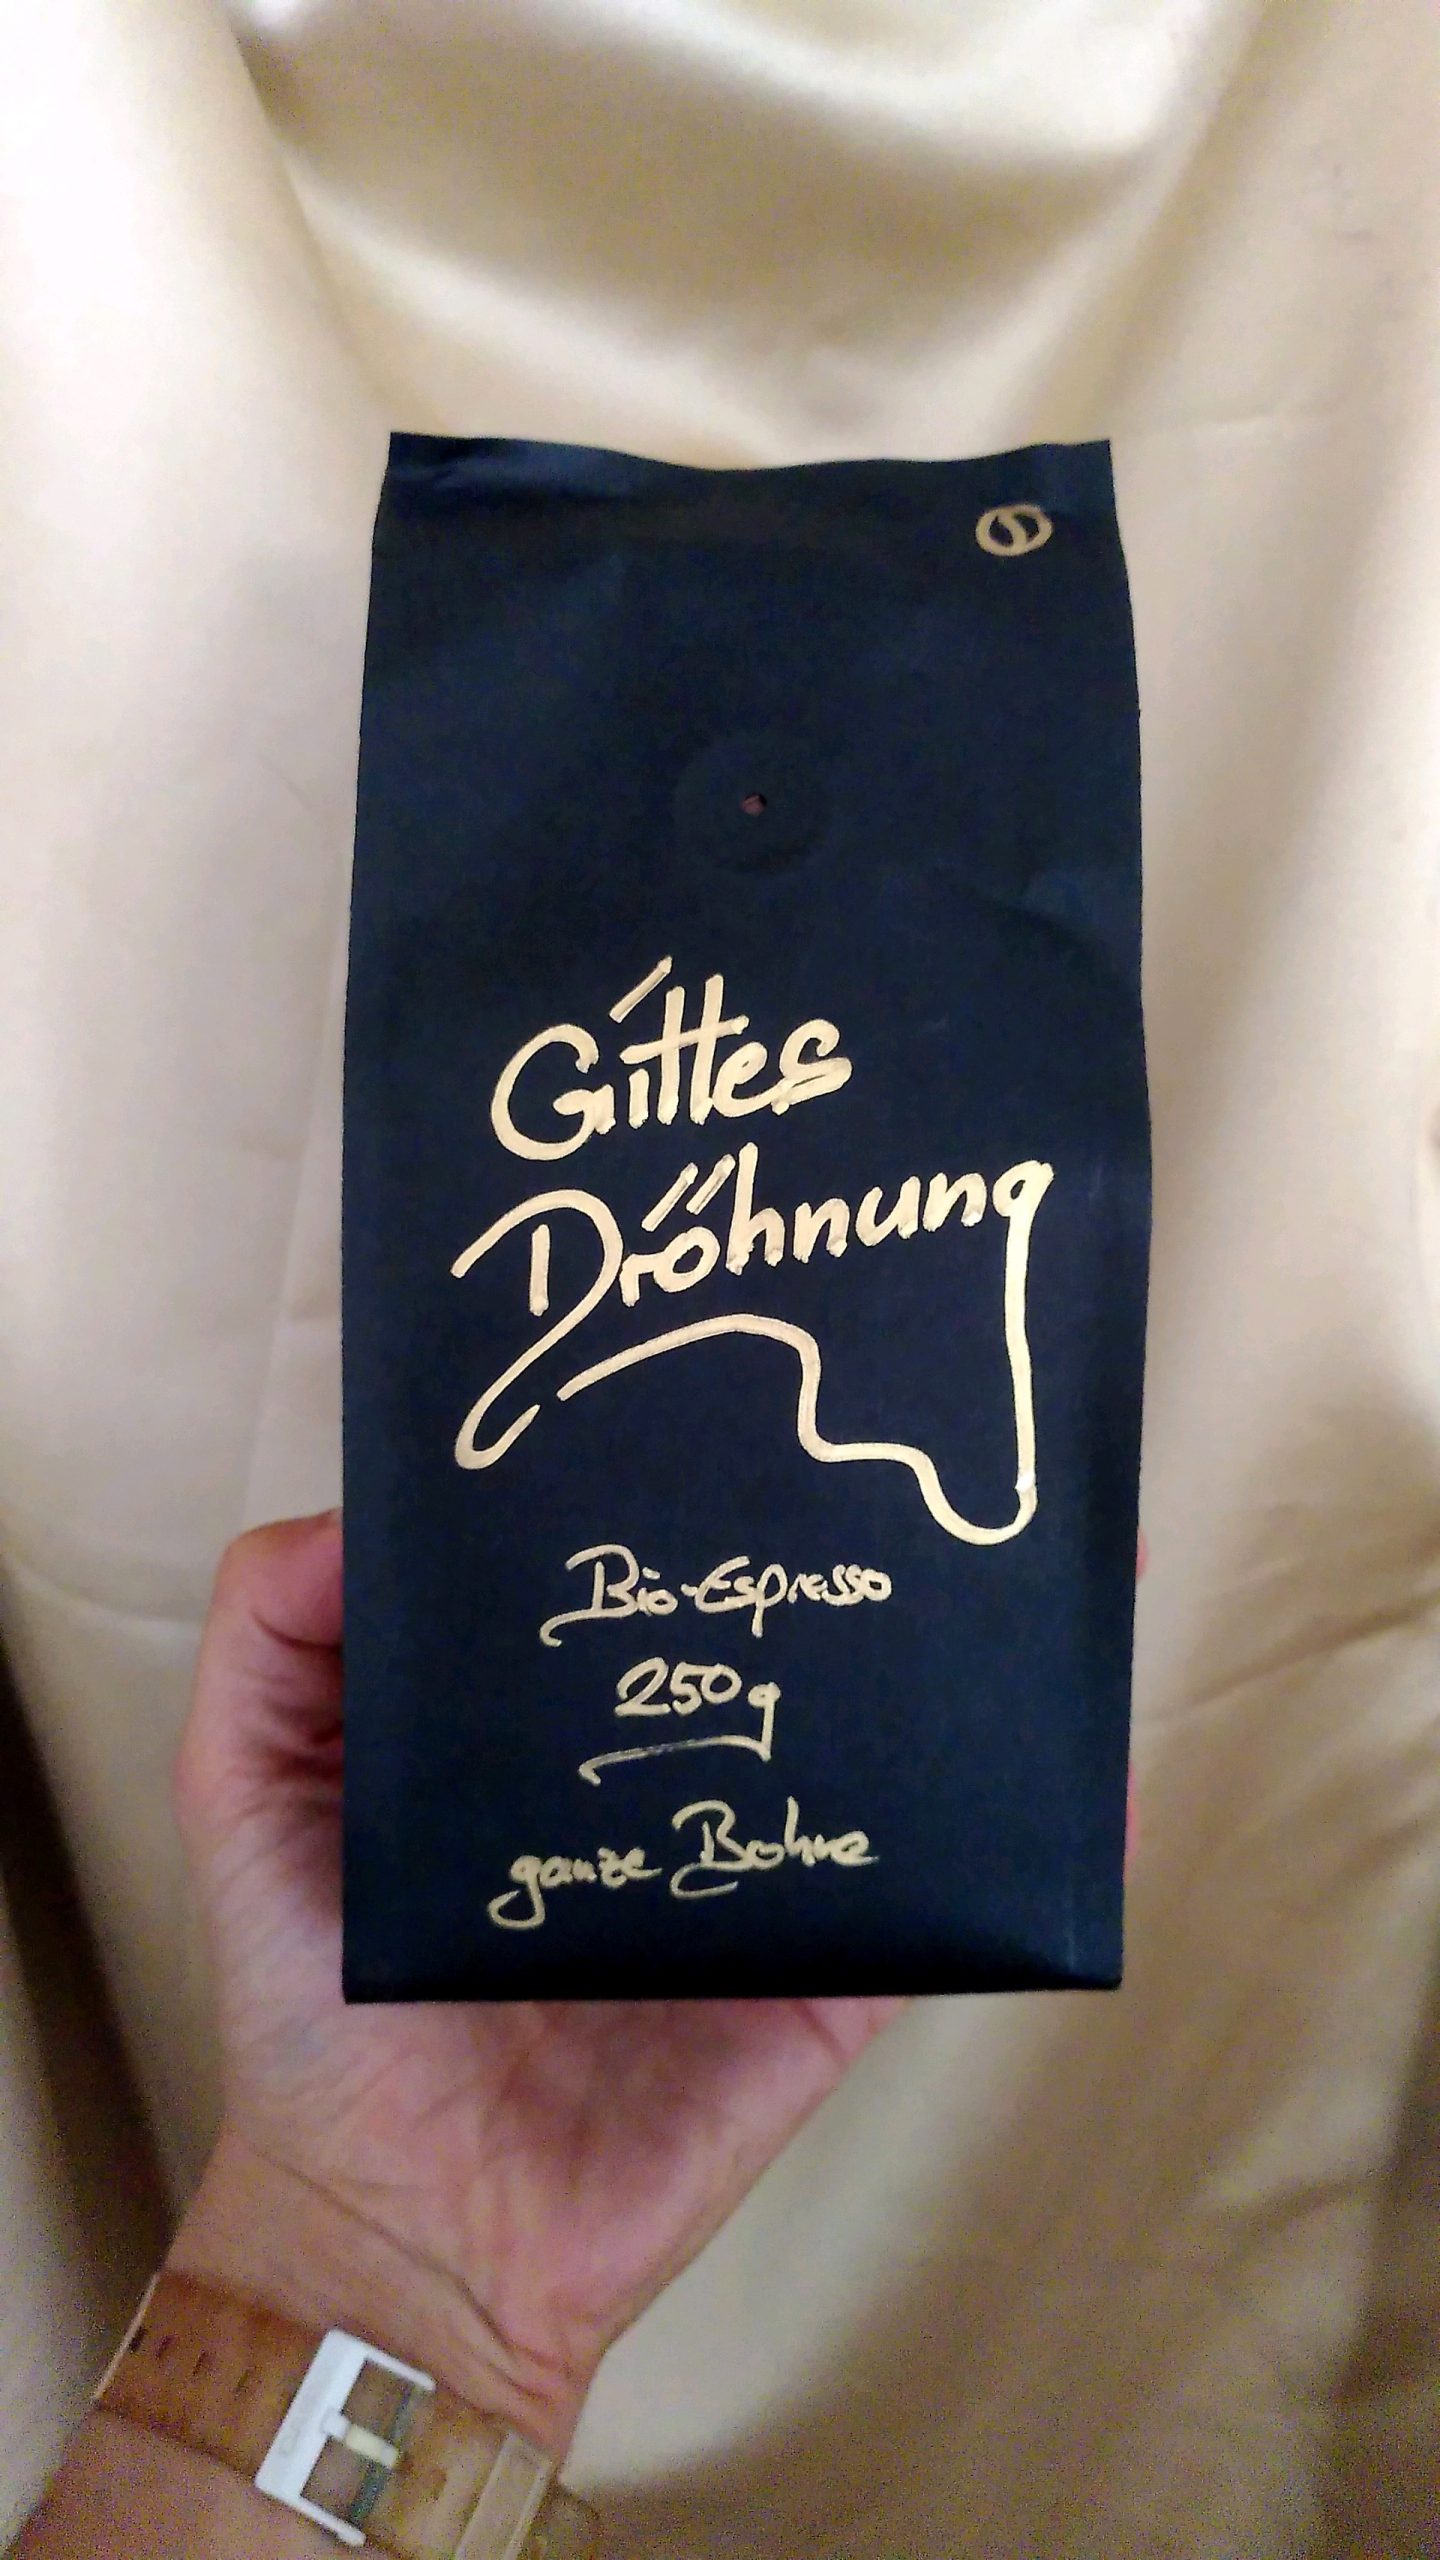 Gittes
Dröhnung
Bio-Espresso
250g
ganze Bohne